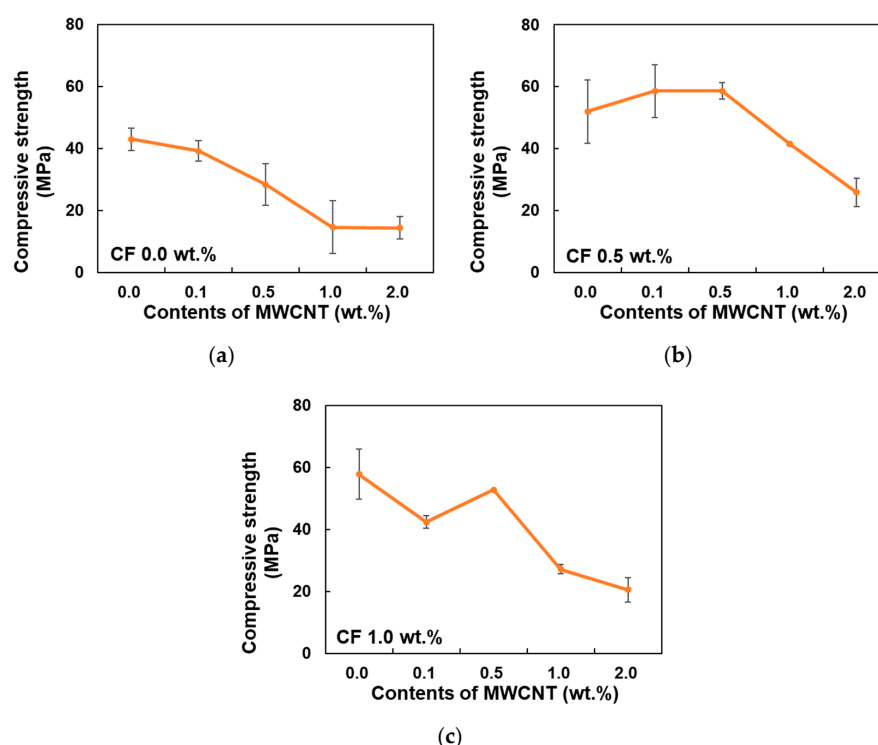 80
60
40
20
0
Compressive strength
(MPa)
CF 0.0 wt.%
0.0 0.1 0.5 1.0 2.0
Contents of MWCNT (wt.%)
(a)
80
60
40
20
0
Compressive strength
(MPa)
CF 0.5 wt.%
0.0 0.1 0.5 1.0 2.0
Contents of MWCNT (wt.%)
(b)
80
60
40
20
0
Compressive strength
(MPa)
CF 1.0 wt.%
0.0 0.1 0.5 1.0 2.0
Contents of MWCNT (wt.%)
(c)